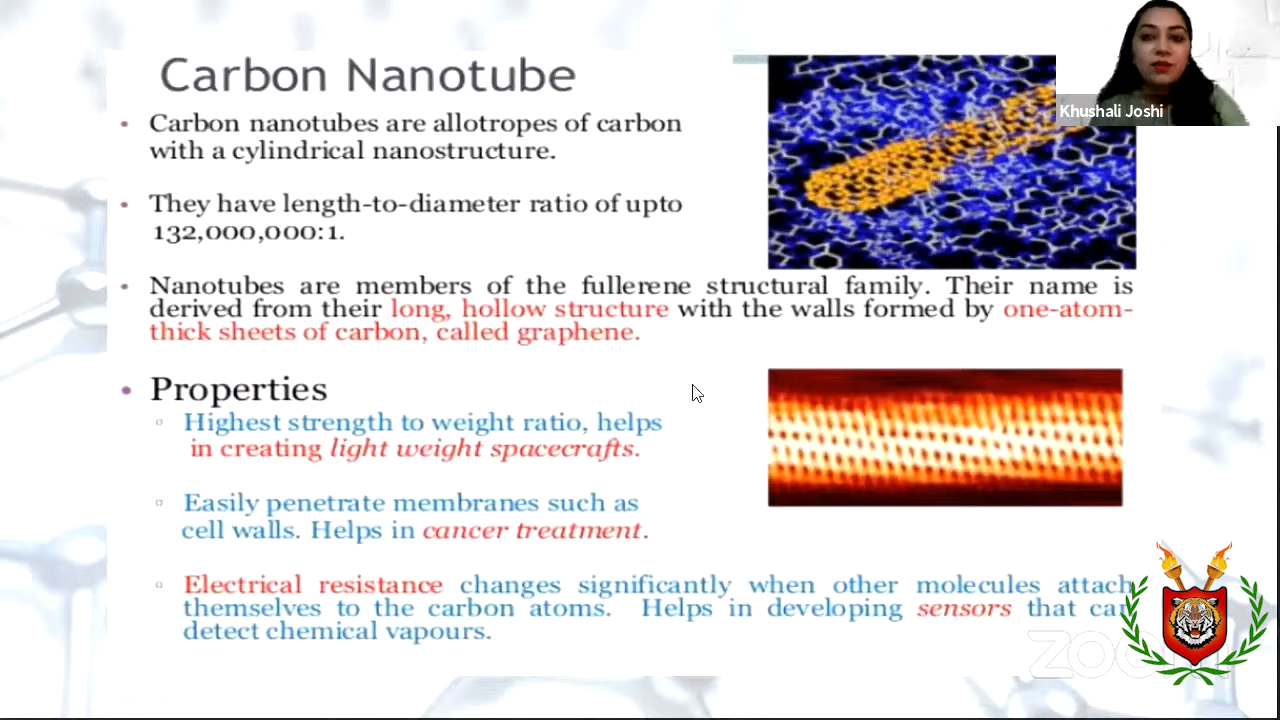 Carbon Nanotube
Khushali Joshi
• Carbon nanotubes are allotropes of carbon
with a cylindrical nanostructure.
• They have length-to-diameter ratio of upto
132,000,000:1.
• Nanotubes are members of the fullerene structural family. Their name is
derived from their long, hollow structure with the walls formed by one-atom-
thick sheets of carbon, called graphene.
• Properties
▫ Highest strength to weight ratio, helps
in creating light weight spacecrafts.
▫ Easily penetrate membranes such as
cell walls. Helps in cancer treatment.
▫ Electrical resistance changes significantly when other molecules attach
themselves to the carbon atoms. Helps in developing sensors that can
detect chemical vapours.
zoom